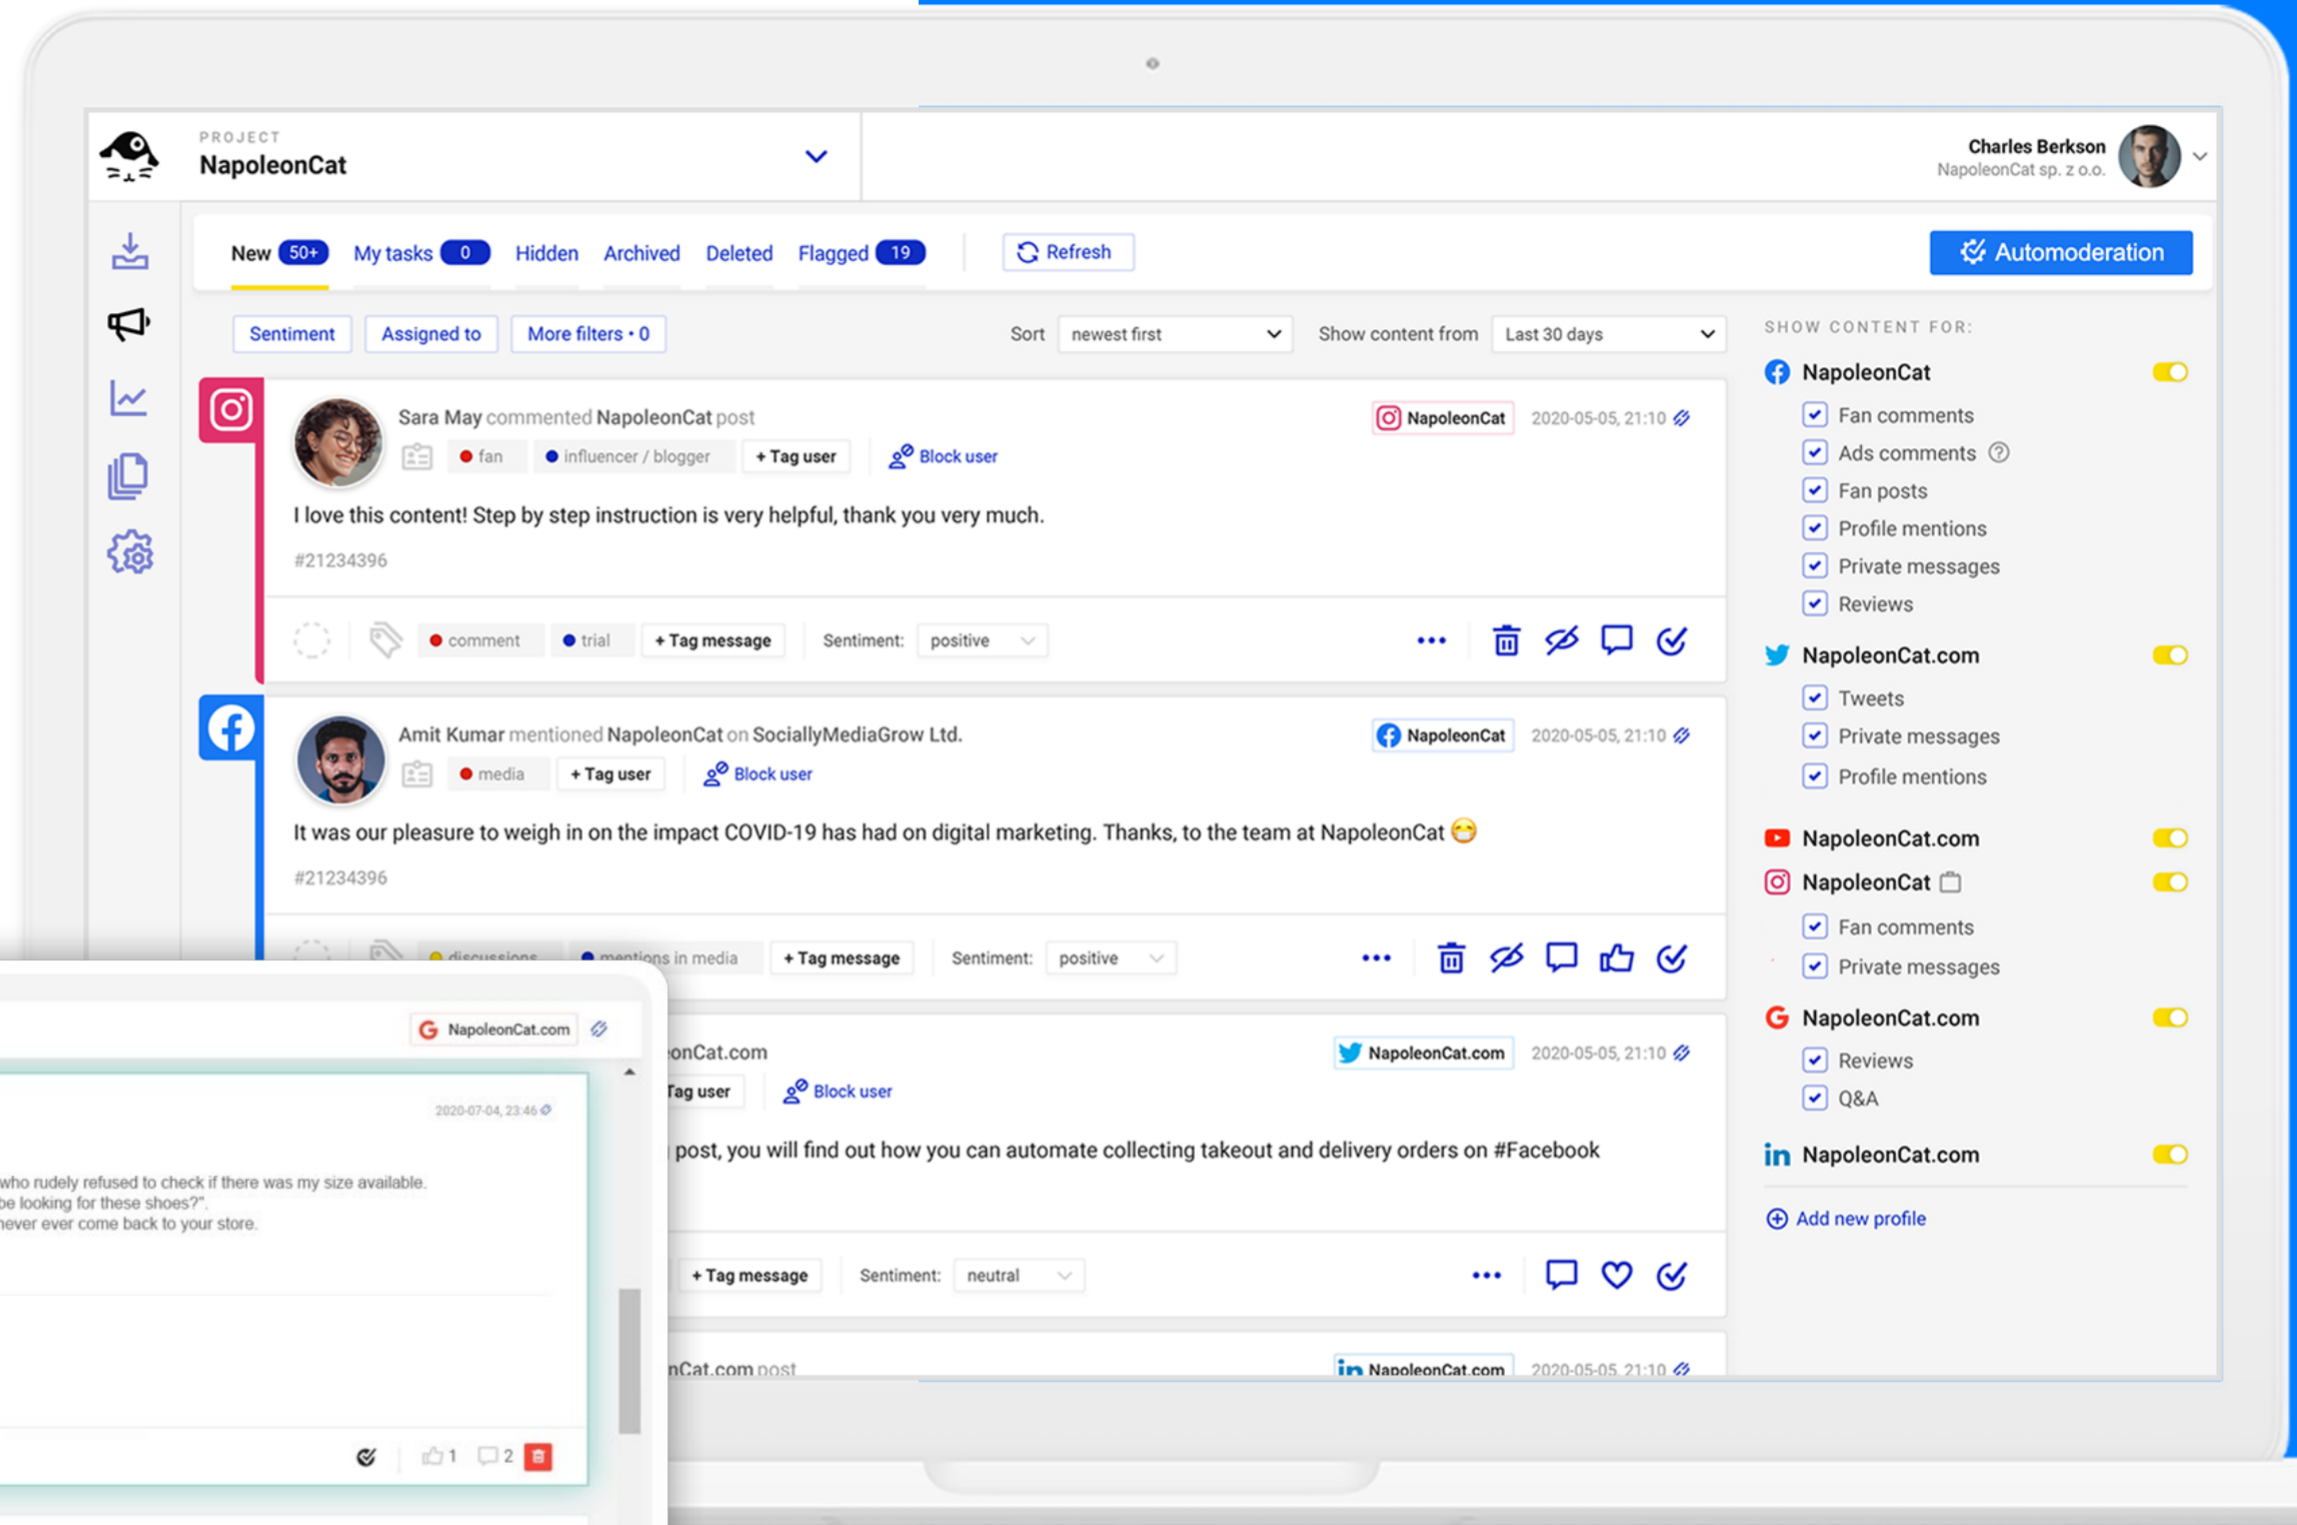 PROJECT
NapoleonCat
Charles Berkson
NapoleonCat sp. z o.o.
New 50+ My tasks 0 Hidden Archived Deleted Flagged 19 Refresh Automoderation
Sentiment Assigned to More filters • 0 Sort newest first Show content from Last 30 days
Sara May commented NapoleonCat post NapoleonCat 2020-05-05, 21:10
fan influencer / blogger + Tag user Block user
I love this content! Step by step instruction is very helpful, thank you very much.
#21234396
comment trial + Tag message Sentiment: positive
Amit Kumar mentioned NapoleonCat on SociallyMediaGrow Ltd. NapoleonCat 2020-05-05, 21:10
media + Tag user Block user
It was our pleasure to weigh in on the impact COVID-19 has had on digital marketing. Thanks, to the team at NapoleonCat 😷
#21234396
discussions mentions in media + Tag message Sentiment: positive
onCat.com NapoleonCat.com 2020-05-05, 21:10
Tag user Block user
post, you will find out how you can automate collecting takeout and delivery orders on #Facebook
+ Tag message Sentiment: neutral
nCat.com post NapoleonCat.com 2020-05-05, 21:10
SHOW CONTENT FOR:
NapoleonCat
Fan comments
Ads comments ?
Fan posts
Profile mentions
Private messages
Reviews
NapoleonCat.com
Tweets
Private messages
Profile mentions
NapoleonCat.com
NapoleonCat
Fan comments
Private messages
NapoleonCat.com
Reviews
Q&A
NapoleonCat.com
Add new profile
NapoleonCat.com
2020-07-04, 23:46
who rudely refused to check if there was my size available.
be looking for these shoes?".
never ever come back to your store.
1 2